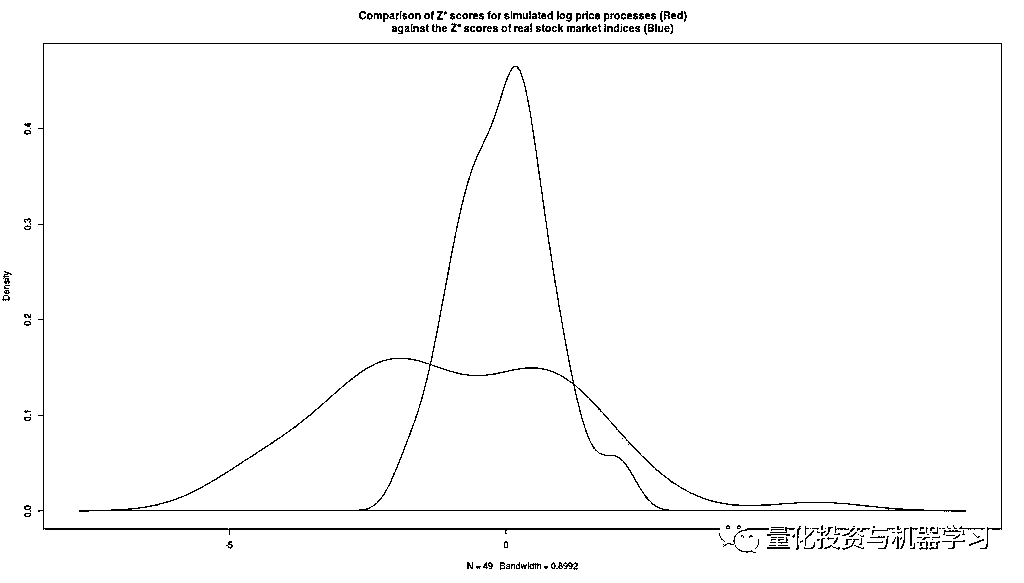 Comparison of Z* scores for simulated log price processes (Red)
against the Z* scores of real stock market indices (Blue)
Density
0.4
0.3
0.2
0.1
0.0
-5
0
N = 49 Bandwidth = 0.8992
量化投资与机器学习